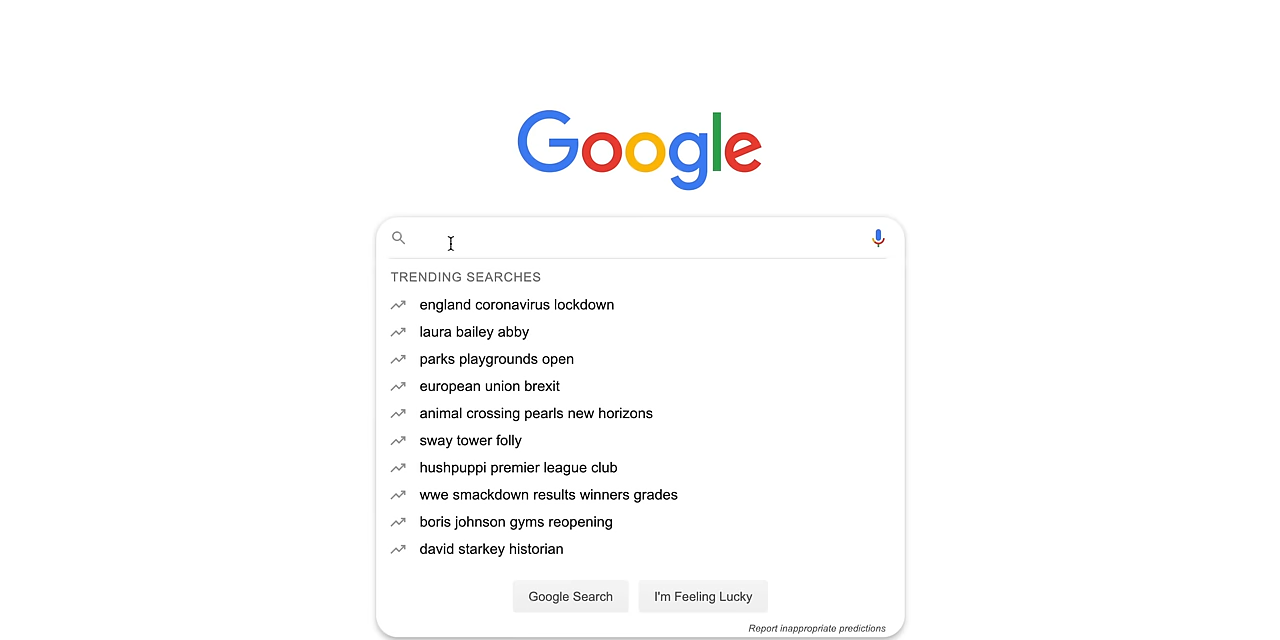 Google
TRENDING SEARCHES
england coronavirus lockdown
laura bailey abby
parks playgrounds open
european union brexit
animal crossing pearls new horizons
sway tower folly
hushpuppi premier league club
wwe smackdown results winners grades
boris johnson gyms reopening
david starkey historian
Google Search I'm Feeling Lucky
Report inappropriate predictions